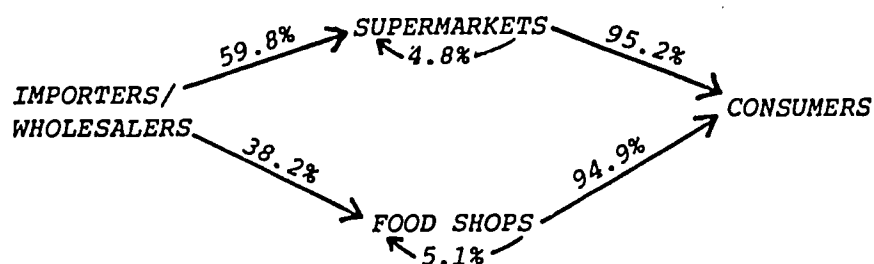 SUPERMARKETS
59.8%
4.8%
95.2%
IMPORTERS/
WHOLESALERS
CONSUMERS
38.2%
94.9%
FOOD SHOPS
5.1%